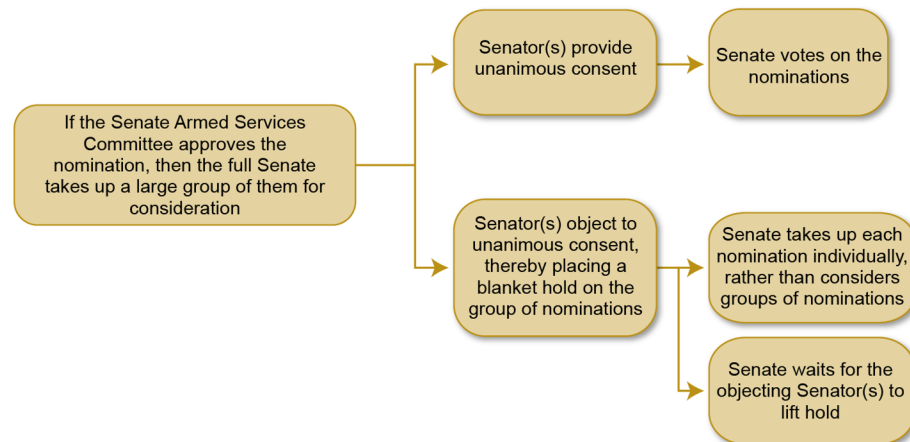 If the Senate Armed Services
Committee approves the
nomination, then the full Senate
takes up a large group of them for
consideration
Senator(s) provide
unanimous consent
Senate votes on the
nominations
Senator(s) object to
unanimous consent,
thereby placing a
blanket hold on the
group of nominations
Senate takes up each
nomination individually,
rather than considers
groups of nominations
Senate waits for the
objecting Senator(s) to
lift hold